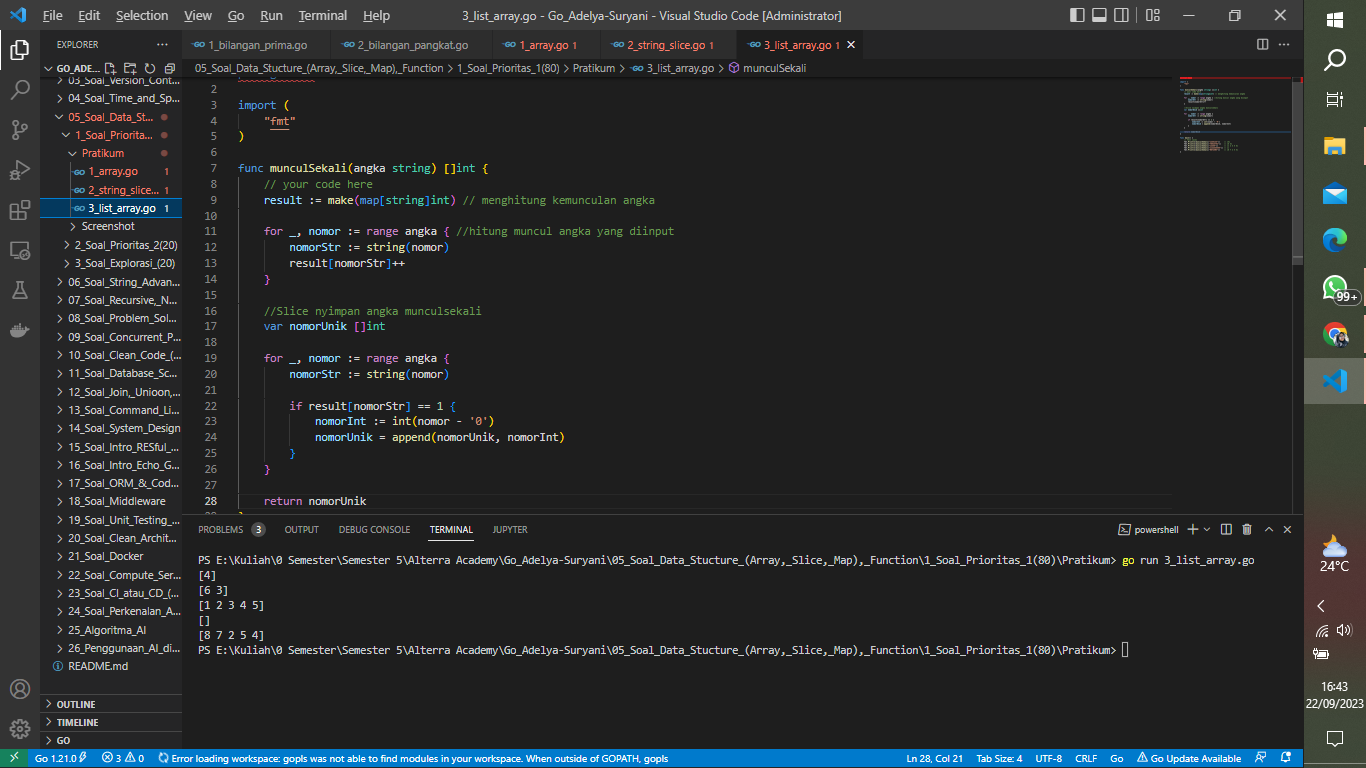 File Edit Selection View Go Run Terminal Help 3_list_array.go - Go_Adelya-Suryani - Visual Studio Code [Administrator]
EXPLORER
GO_ADE...
03_Soal_Version_Cont...
04_Soal_Time_and_Sp...
05_Soal_Data_St...
1_Soal_Priorita...
Pratikum
1_array.go 1
2_string_slice... 1
3_list_array.go 1
Screenshot
2_Soal_Prioritas_2(20)
3_Soal_Explorasi_(20)
06_Soal_String_Advan...
07_Soal_Recursive,_N...
08_Soal_Problem_Sol...
09_Soal_Concurrent_P...
10_Soal_Clean_Code_(...
11_Soal_Database_Sc...
12_Soal_Join,_Unioon,...
13_Soal_Command_Li...
14_Soal_System_Design
15_Soal_Intro_RESful_...
16_Soal_Intro_Echo_G...
17_Soal_ORM_&_Cod...
18_Soal_Middleware
19_Soal_Unit_Testing_...
20_Soal_Clean_Archit...
21_Soal_Docker
22_Soal_Compute_Ser...
23_Soal_CI_atau_CD_(...
24_Soal_Perkenalan_A...
25_Algoritma_AI
26_Penggunaan_AI_di...
README.md
OUTLINE
TIMELINE
GO
1_bilangan_prima.go 2_bilangan_pangkat.go 1_array.go 1 2_string_slice.go 1 3_list_array.go 1
05_Soal_Data_Stucture_(Array,_Slice,_Map),_Function > 1_Soal_Prioritas_1(80) > Pratikum > 3_list_array.go > munculSekali
2
3 import (
4 "fmt"
5 )
6
7 func munculSekali(angka string) []int {
8 // your code here
9 result := make(map[string]int) // menghitung kemunculan angka
10
11 for _, nomor := range angka { //hitung muncul angka yang diinput
12 nomorStr := string(nomor)
13 result[nomorStr]++
14 }
15
16 //Slice nyimpan angka munculsekali
17 var nomorUnik []int
18
19 for _, nomor := range angka {
20 nomorStr := string(nomor)
21
22 if result[nomorStr] == 1 {
23 nomorInt := int(nomor - '0')
24 nomorUnik = append(nomorUnik, nomorInt)
25 }
26 }
27
28 return nomorUnik
PROBLEMS 3 OUTPUT DEBUG CONSOLE TERMINAL JUPYTER powershell
PS E:\Kuliah\0 Semester\Semester 5\Alterra Academy\Go_Adelya-Suryani\05_Soal_Data_Stucture_(Array,_Slice,_Map),_Function\1_Soal_Prioritas_1(80)\Pratikum> go run 3_list_array.go
[4]
[6 3]
[1 2 3 4 5]
[]
[8 7 2 5 4]
PS E:\Kuliah\0 Semester\Semester 5\Alterra Academy\Go_Adelya-Suryani\05_Soal_Data_Stucture_(Array,_Slice,_Map),_Function\1_Soal_Prioritas_1(80)\Pratikum>
Go 1.21.0 3 0 Error loading workspace: gopls was not able to find modules in your workspace. When outside of GOPATH, gopls Ln 28, Col 21 Tab Size: 4 UTF-8 CRLF Go Go Update Available
99+
24°C
16:43
22/09/2023